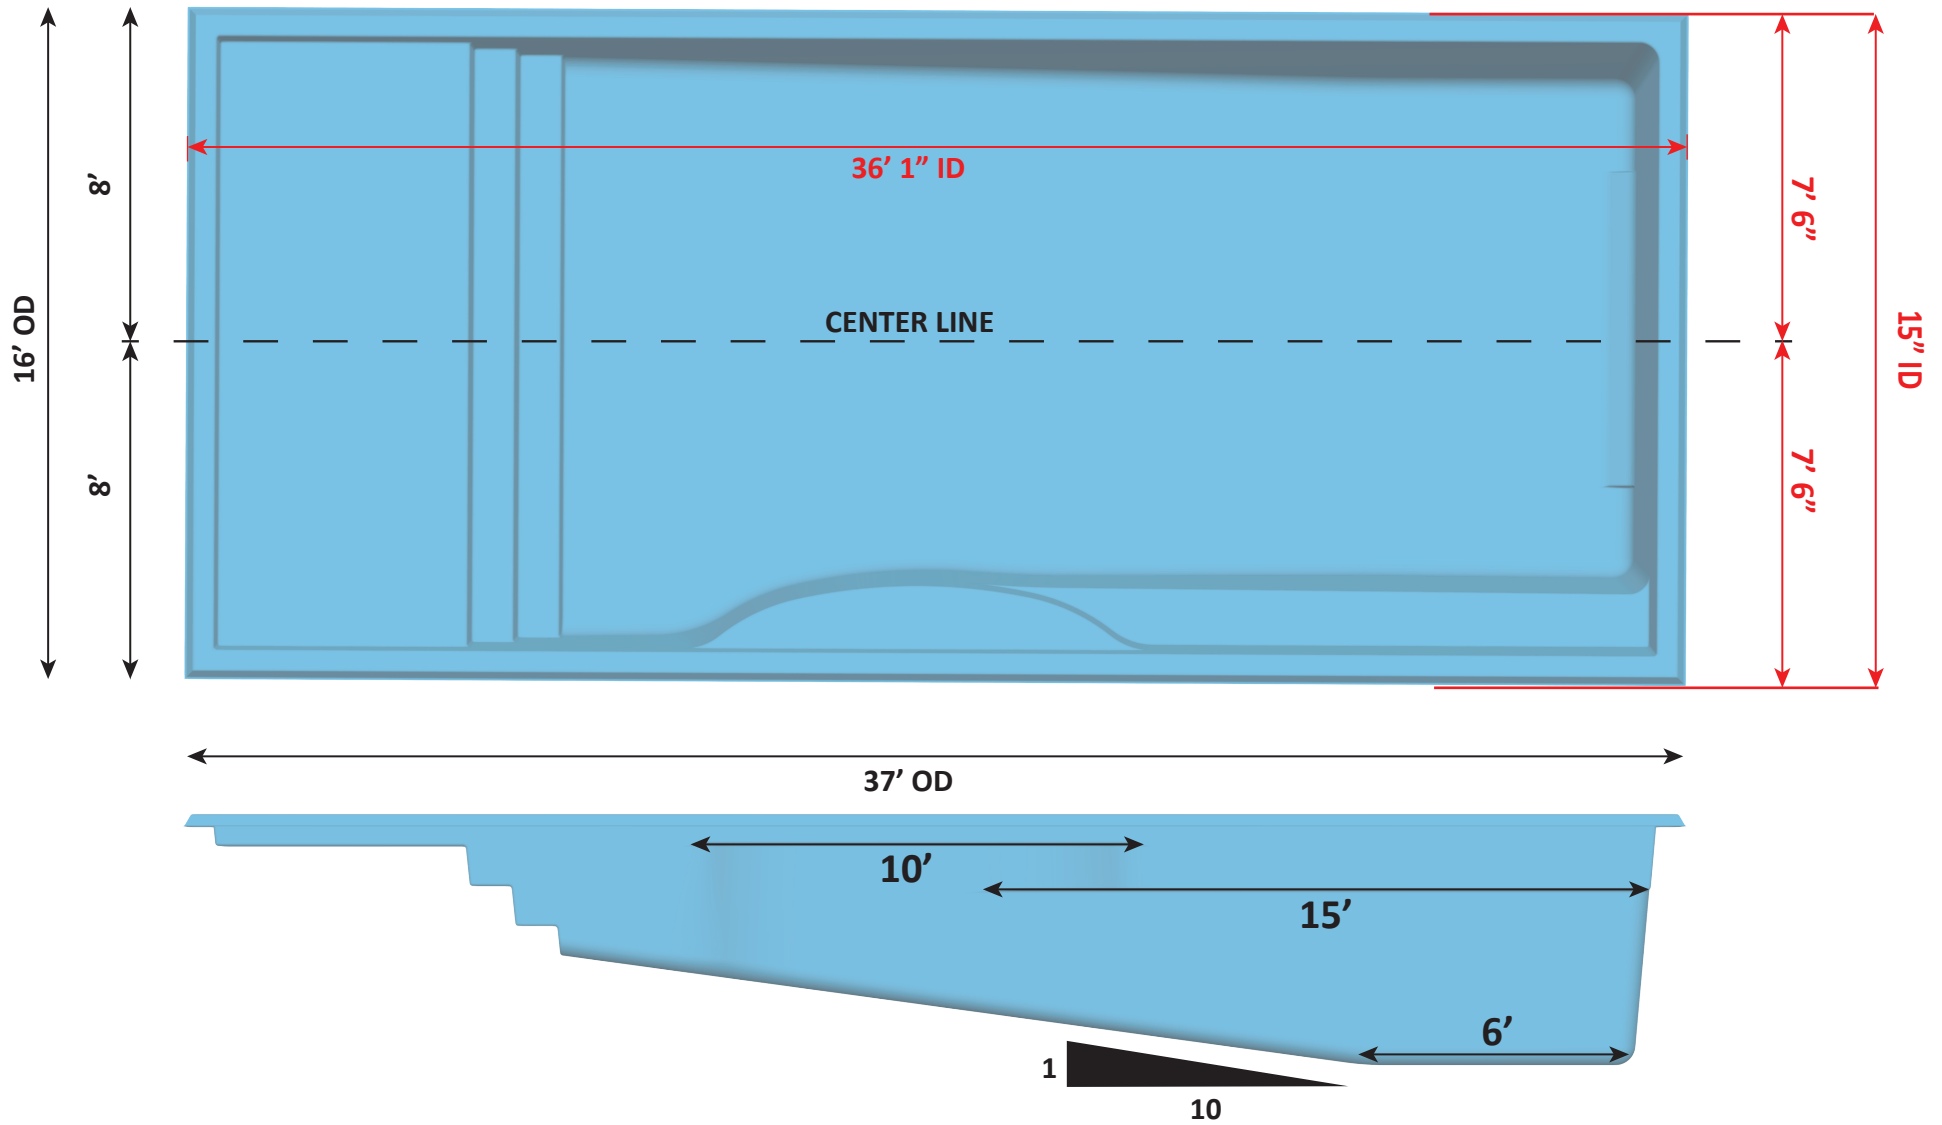 16’ OD
8’
8’
36’ 1” ID
CENTER LINE
7’ 6”
7’ 6”
15” ID
37’ OD
10’
15’
6’
1
10